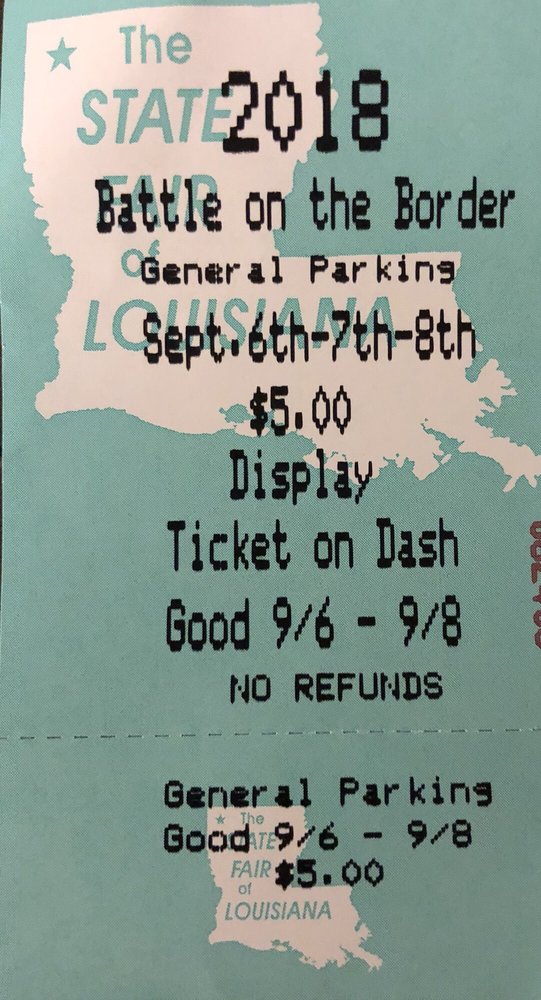 The
STATE
FAIR
of
LOUISIANA
2018
Battle on the Border
General Parking
Sept.6th-7th-8th
$5.00
Display
Ticket on Dash
Good 9/6 - 9/8
NO REFUNDS
General Parking
Good 9/6 - 9/8
$5.00
The
STATE
FAIR
of
LOUISIANA